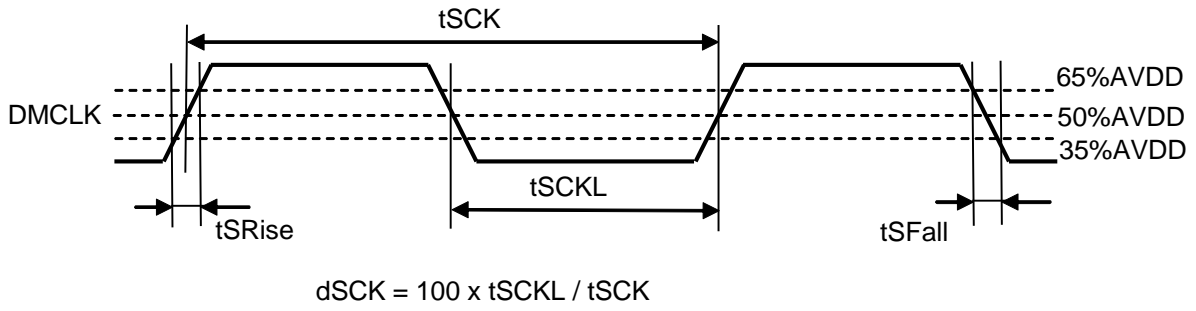 tSCK
65%AVDD
DMCLK
50%AVDD
35%AVDD
tSCKL
tSRise
tSFall
dSCK = 100 x tSCKL / tSCK